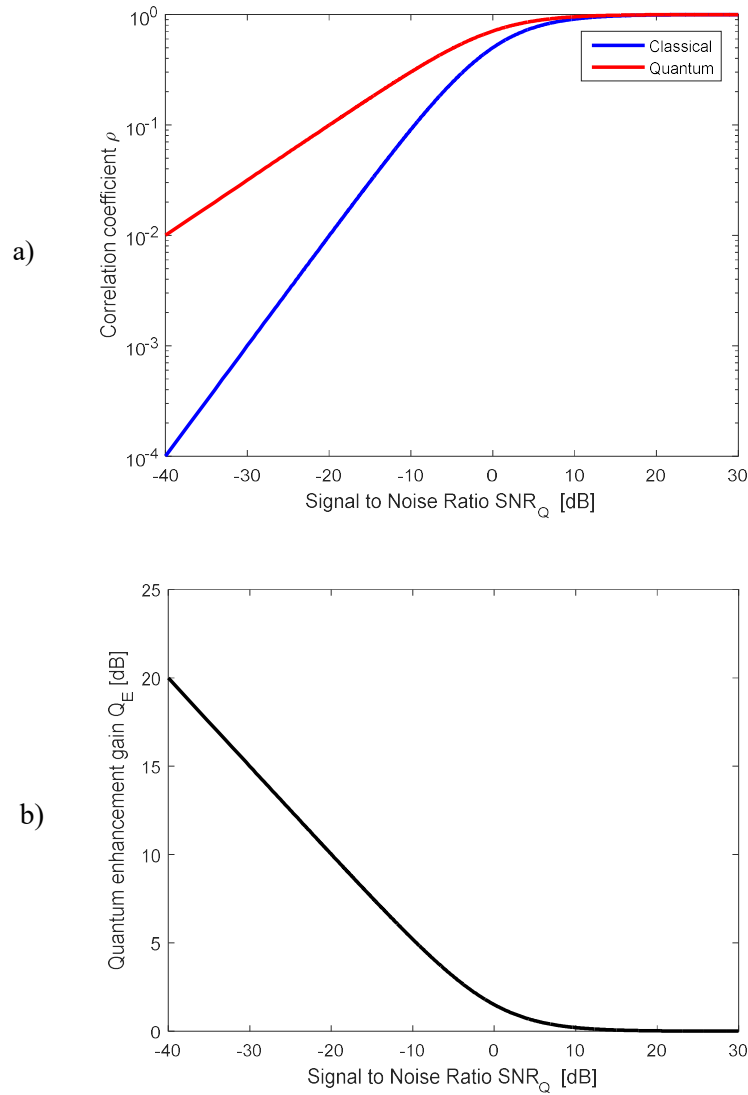 a)
Correlation coefficient ρ
10^0
10^-1
10^-2
10^-3
10^-4
Classical
Quantum
-40 -30 -20 -10 0 10 20 30
Signal to Noise Ratio SNR_Q [dB]
b)
Quantum enhancement gain Q_E [dB]
25
20
15
10
5
0
-40 -30 -20 -10 0 10 20 30
Signal to Noise Ratio SNR_Q [dB]